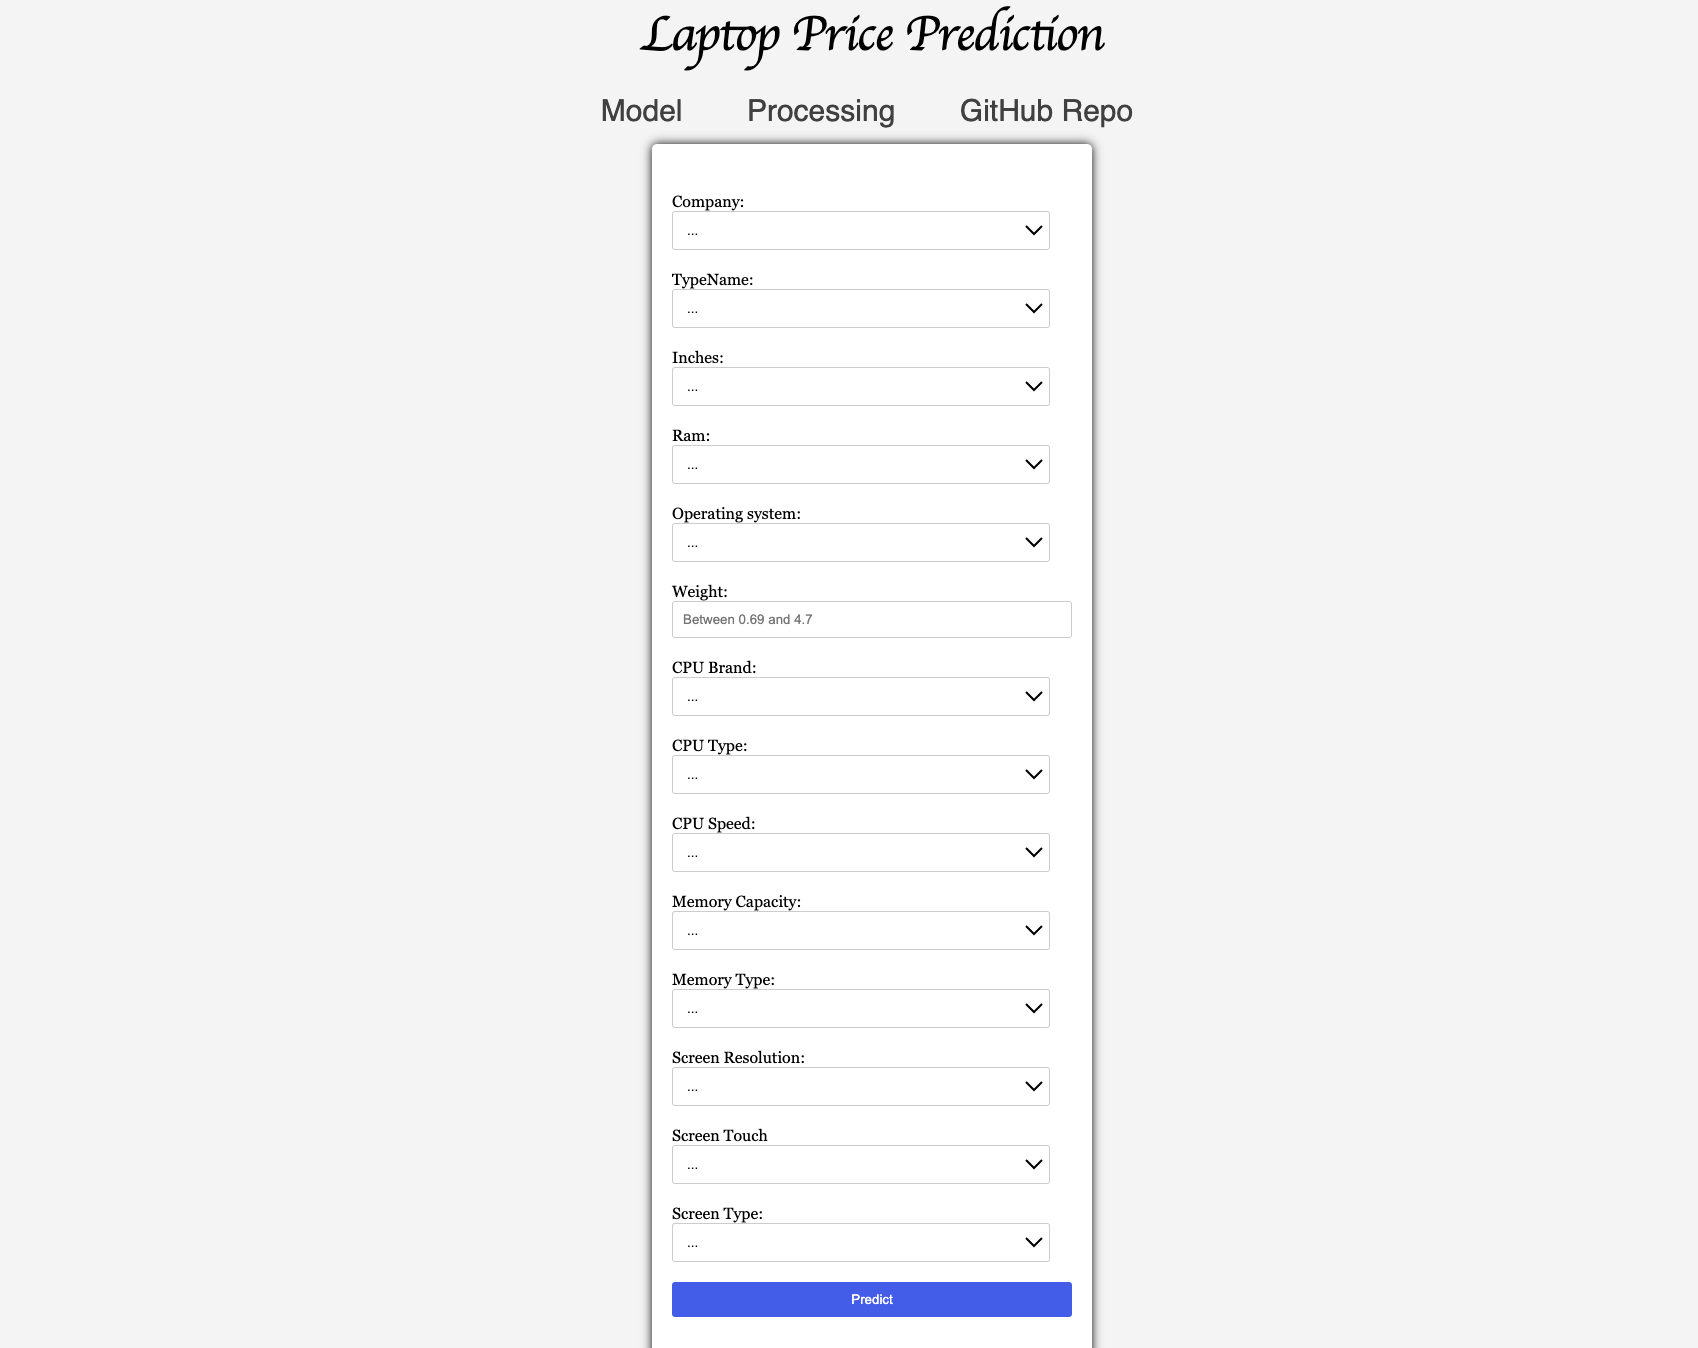 Laptop Price Prediction
Model Processing GitHub Repo
Company:
...
TypeName:
...
Inches:
...
Ram:
...
Operating system:
...
Weight:
Between 0.69 and 4.7
CPU Brand:
...
CPU Type:
...
CPU Speed:
...
Memory Capacity:
...
Memory Type:
...
Screen Resolution:
...
Screen Touch
...
Screen Type:
...
Predict